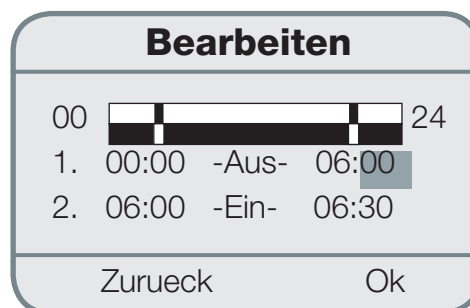 Bearbeiten
00 24
1. 00:00 -Aus- 06:00
2. 06:00 -Ein- 06:30
Zurueck Ok